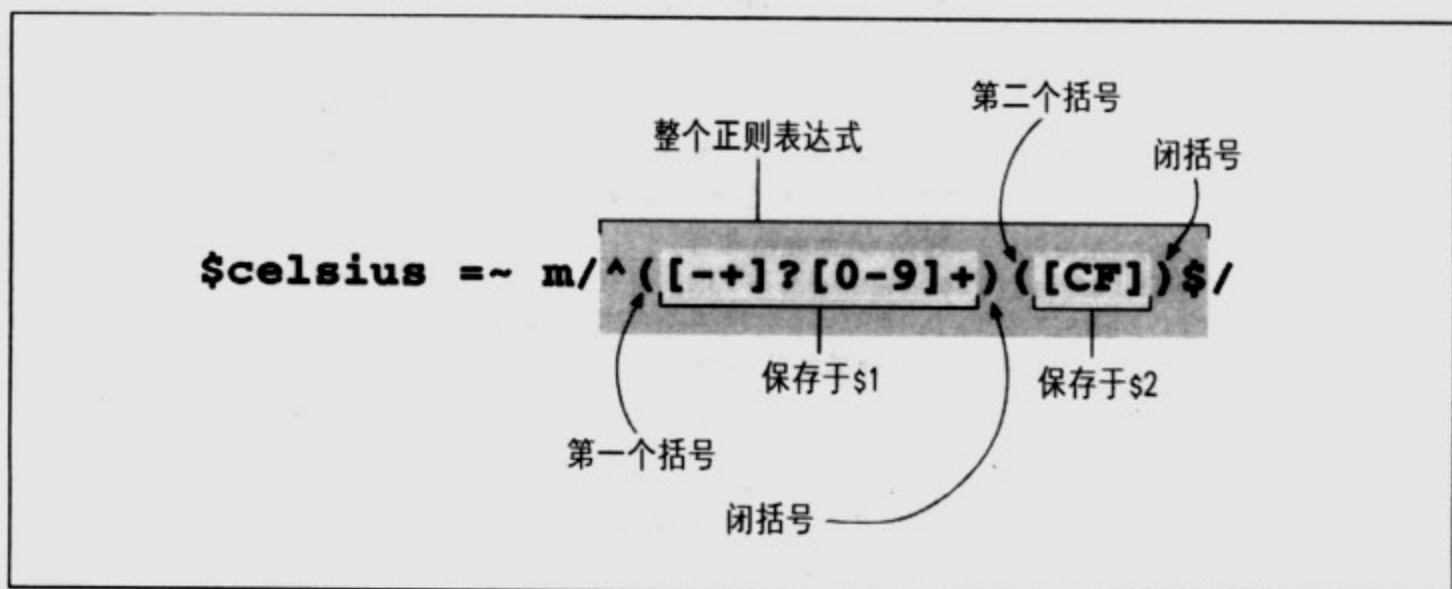 第二个括号
整个正则表达式
闭括号
$celsius =~ m/^([-+]?[0-9]+)([CF])$/
保存于$1
保存于$2
第一个括号
闭括号